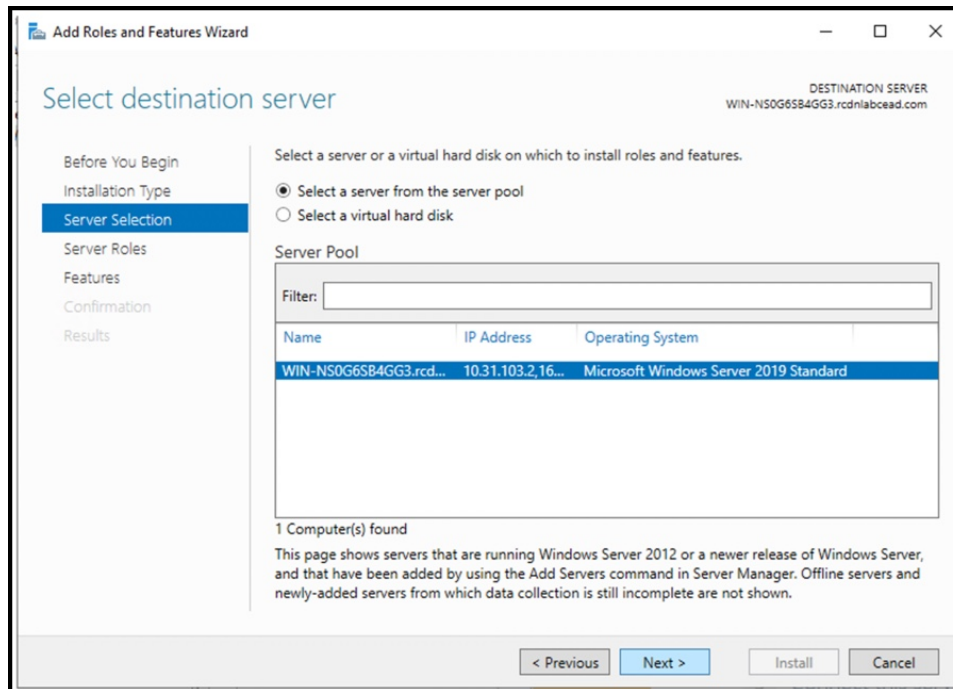 Add Roles and Features Wizard
Select destination server
DESTINATION SERVER
WIN-NS0G6SB4GG3.rcdnlabcead.com
Before You Begin
Installation Type
Server Selection
Server Roles
Features
Confirmation
Results
Select a server or a virtual hard disk on which to install roles and features.
Select a server from the server pool
Select a virtual hard disk
Server Pool
Filter:
Name IP Address Operating System
WIN-NS0G6SB4GG3.rcd... 10.31.103.2,16... Microsoft Windows Server 2019 Standard
1 Computer(s) found
This page shows servers that are running Windows Server 2012 or a newer release of Windows Server,
and that have been added by using the Add Servers command in Server Manager. Offline servers and
newly-added servers from which data collection is still incomplete are not shown.
< Previous Next > Install Cancel